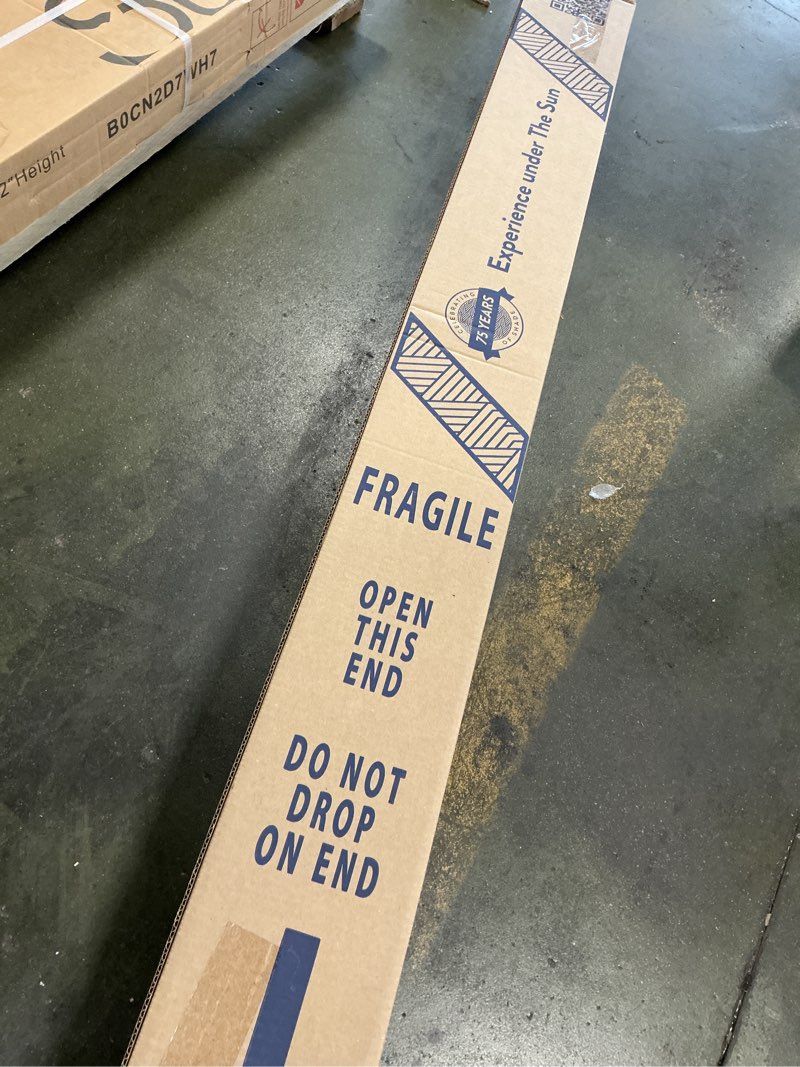 B0CN2D7WH7
2"Height
Experience under The Sun
CELEBRATING
75 YEARS
OF SHADE
FRAGILE
OPEN
THIS
END
DO NOT
DROP
ON END